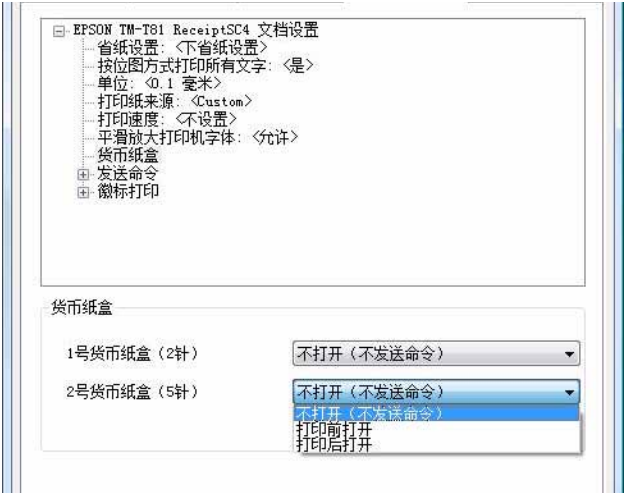 EPSON TM-T81 ReceiptSC4 文档设置
省纸设置: <下省纸设置>
按位图方式打印所有文字: <是>
单位: <0.1 毫米>
打印纸来源: <Custom>
打印速度: <不设置>
平滑放大打印机字体: <允许>
货币纸盒
发送命令
徽标打印
货币纸盒
1号货币纸盒（2针）
不打开（不发送命令）
2号货币纸盒（5针）
不打开（不发送命令）
不打开（不发送命令）
打印前打开
打印后打开